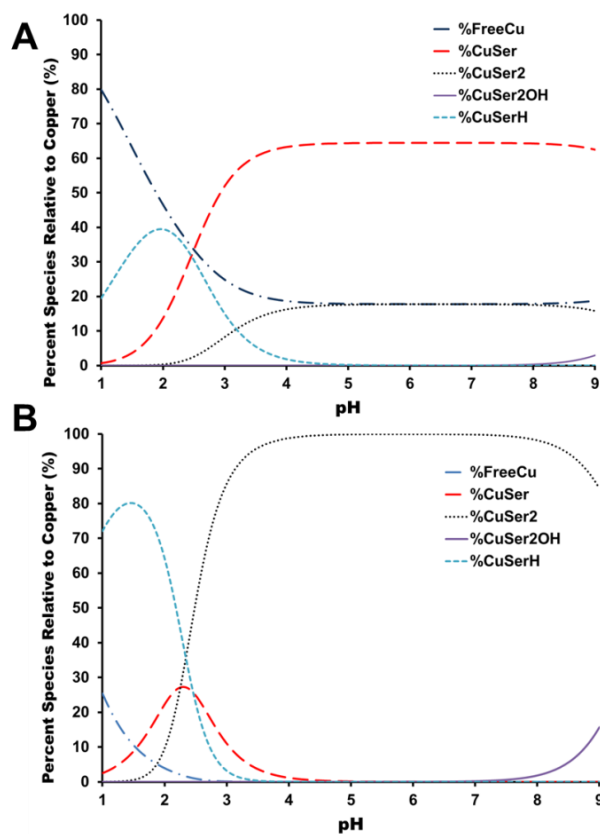 A
Percent Species Relative to Copper (%)
100
90
80
70
60
50
40
30
20
10
0
%FreeCu
%CuSer
%CuSer2
%CuSer2OH
%CuSerH
1 2 3 4 5 6 7 8 9
pH
B
Percent Species Relative to Copper (%)
100
90
80
70
60
50
40
30
20
10
0
%FreeCu
%CuSer
%CuSer2
%CuSer2OH
%CuSerH
1 2 3 4 5 6 7 8 9
pH